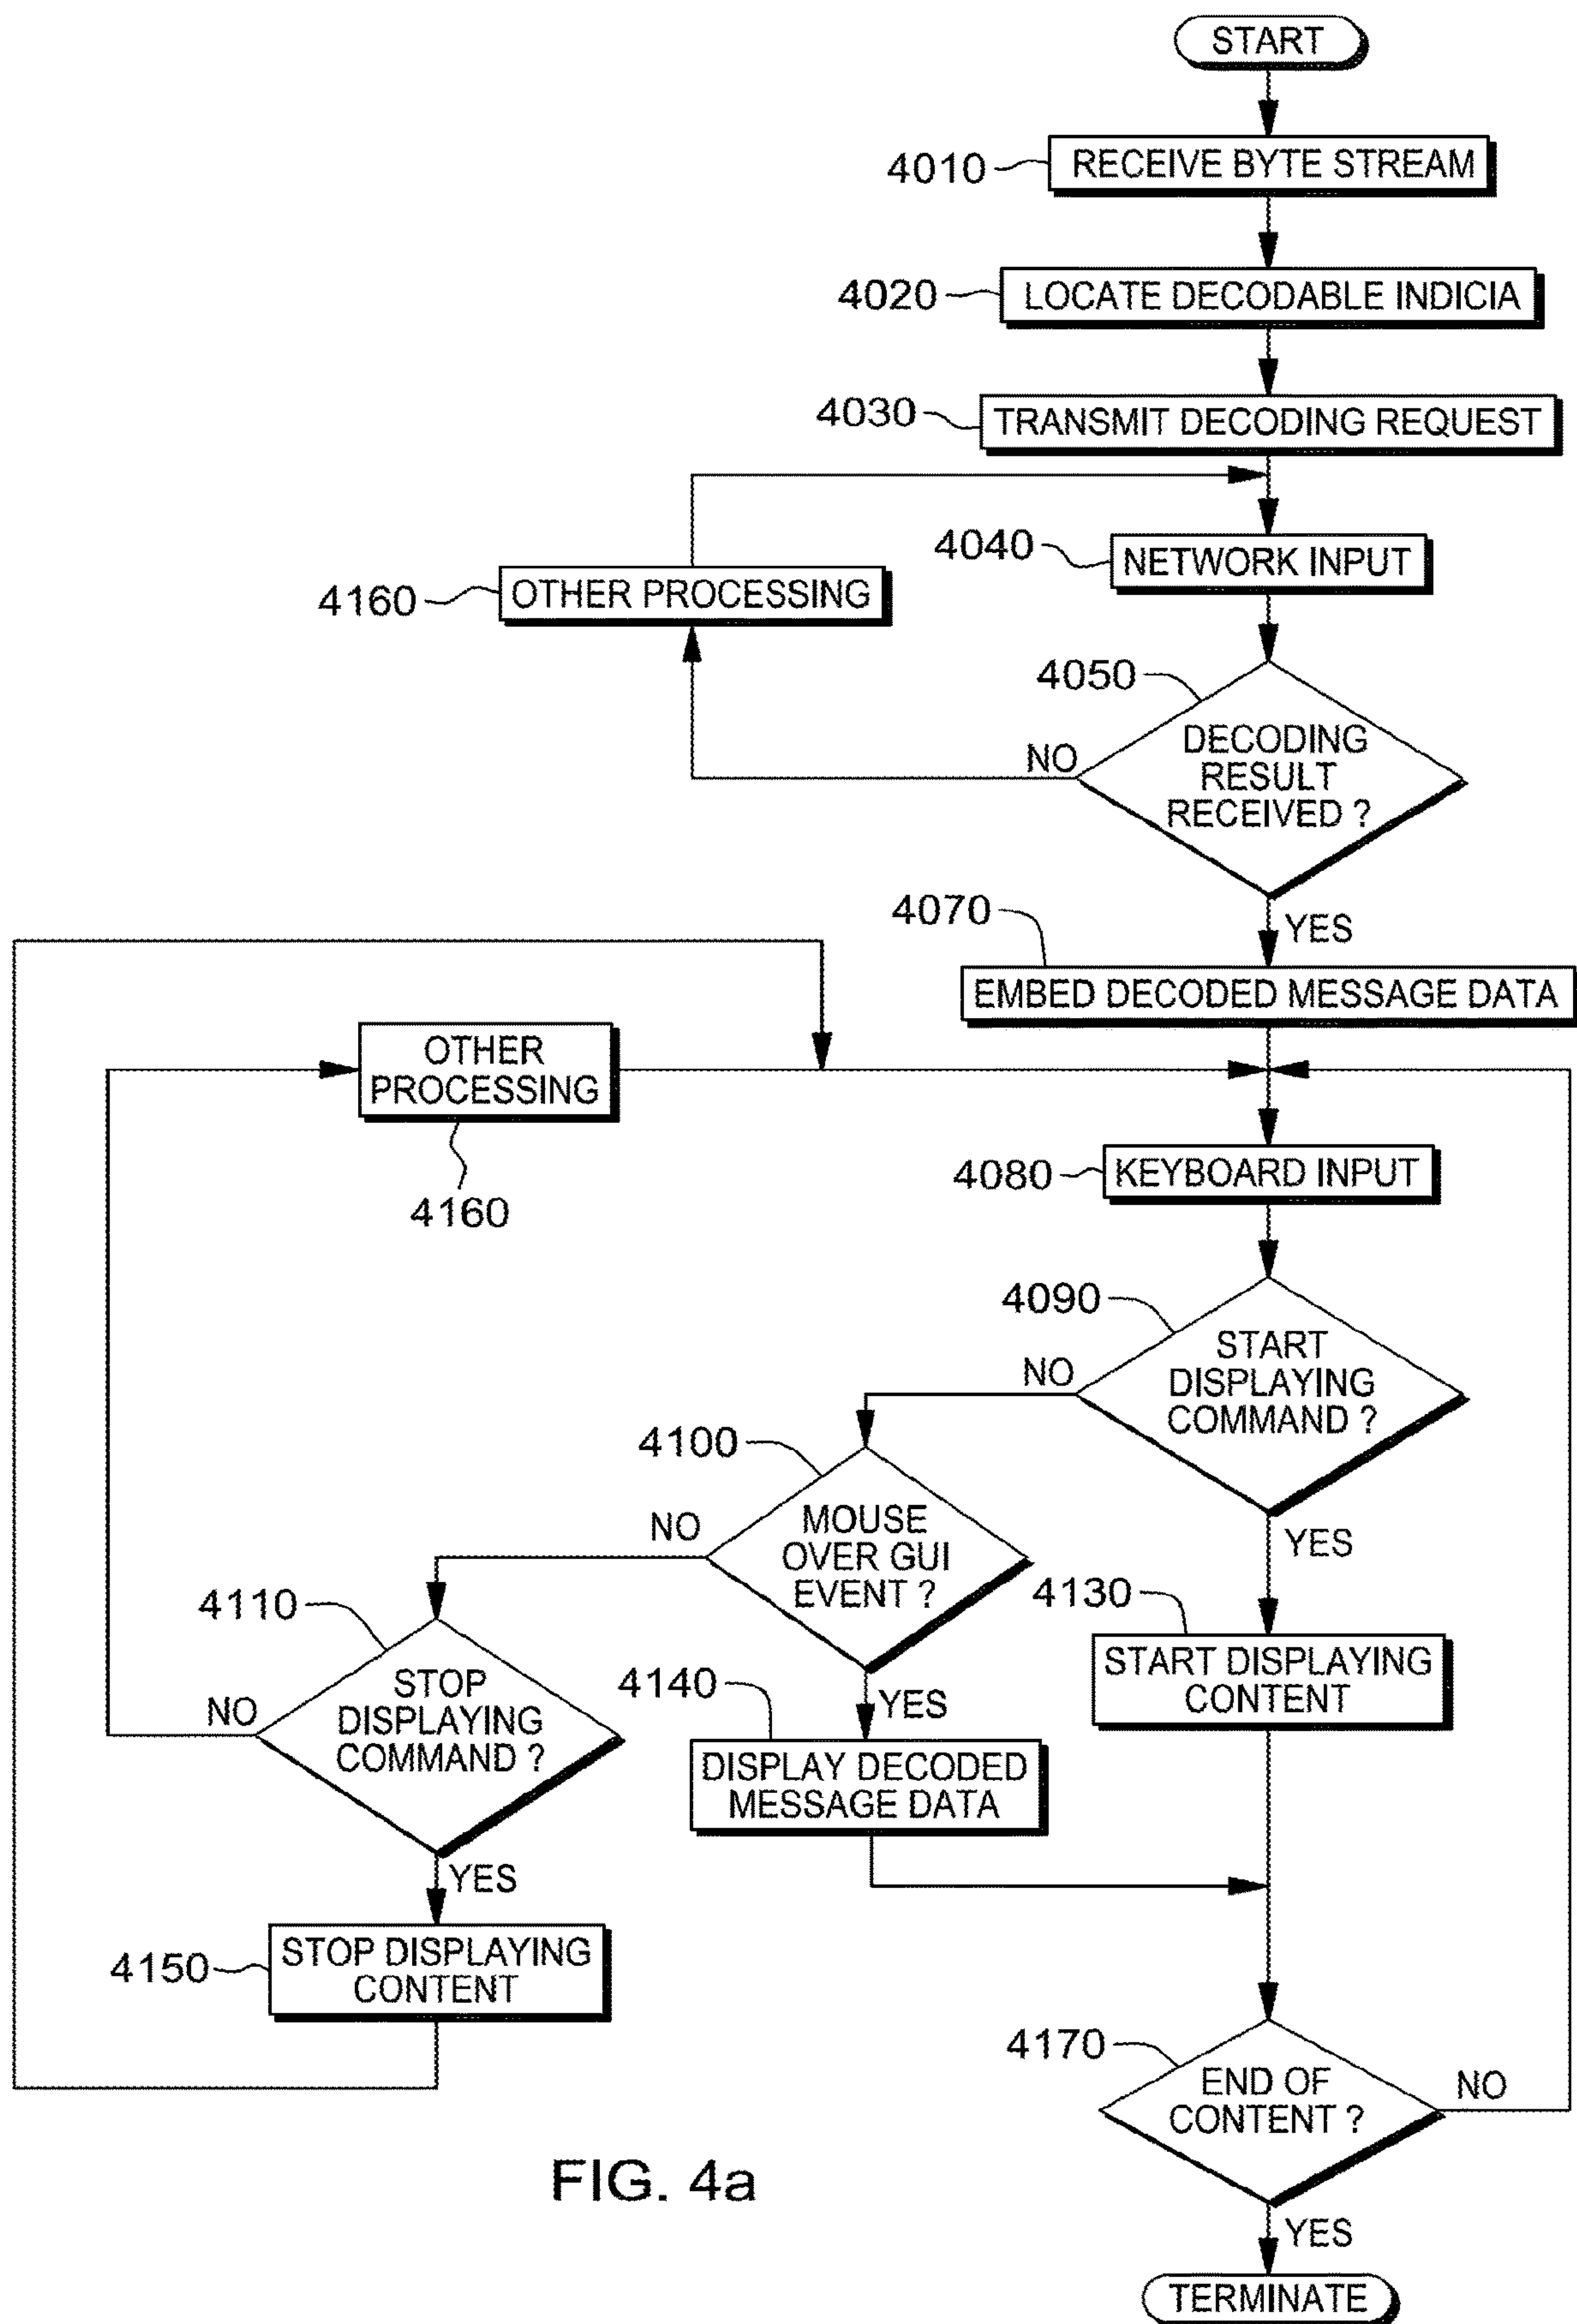 START
4010
RECEIVE BYTE STREAM
4020
LOCATE DECODABLE INDICIA
4030
TRANSMIT DECODING REQUEST
4040
NETWORK INPUT
4160
OTHER PROCESSING
4050
DECODING
RESULT
RECEIVED ?
NO
YES
4070
EMBED DECODED MESSAGE DATA
OTHER
PROCESSING
4160
4080
KEYBOARD INPUT
4090
START
DISPLAYING
COMMAND ?
NO
YES
4100
MOUSE
OVER GUI
EVENT ?
NO
YES
4110
STOP
DISPLAYING
COMMAND ?
NO
YES
4130
START DISPLAYING
CONTENT
4140
DISPLAY DECODED
MESSAGE DATA
4150
STOP DISPLAYING
CONTENT
4170
END OF
CONTENT ?
NO
YES
TERMINATE
FIG. 4a